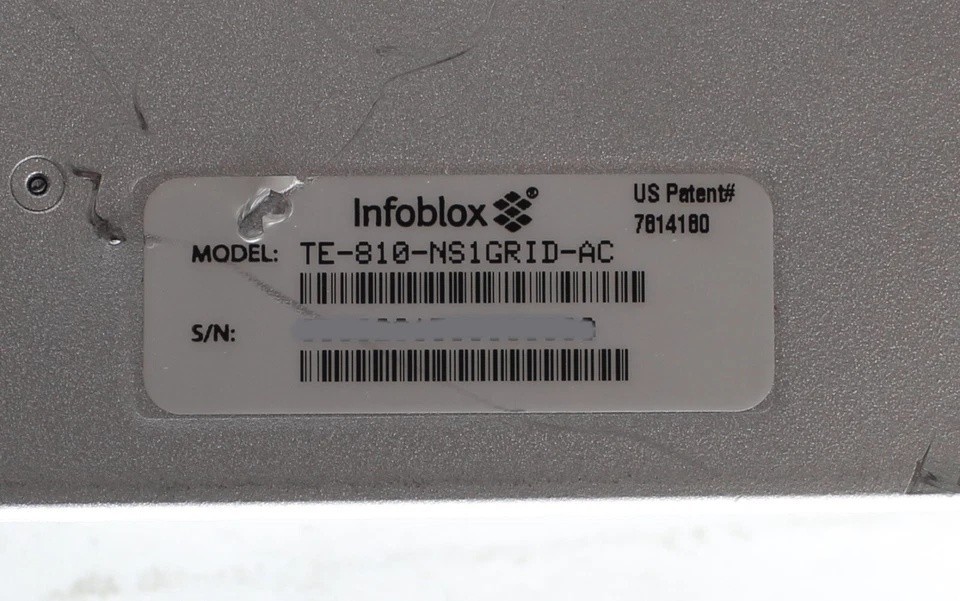 Infoblox®
US Patent#
7814180
MODEL: TE-810-NS1GRID-AC
S/N: